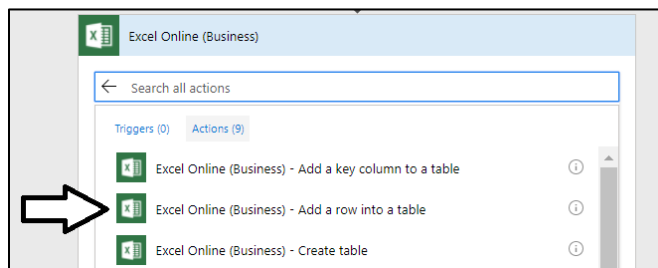 Excel Online (Business)
Search all actions
Triggers (0) Actions (9)
Excel Online (Business) - Add a key column to a table
Excel Online (Business) - Add a row into a table
Excel Online (Business) - Create table